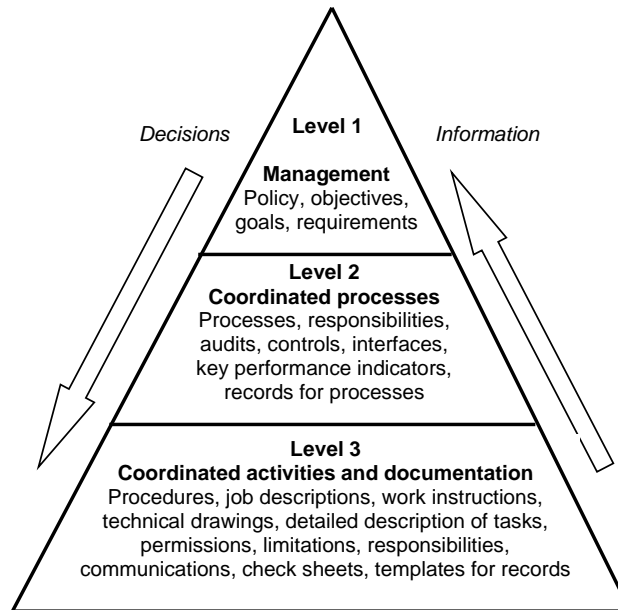 Decisions
Information
Level 1
Management
Policy, objectives,
goals, requirements
Level 2
Coordinated processes
Processes, responsibilities,
audits, controls, interfaces,
key performance indicators,
records for processes
Level 3
Coordinated activities and documentation
Procedures, job descriptions, work instructions,
technical drawings, detailed description of tasks,
permissions, limitations, responsibilities,
communications, check sheets, templates for records